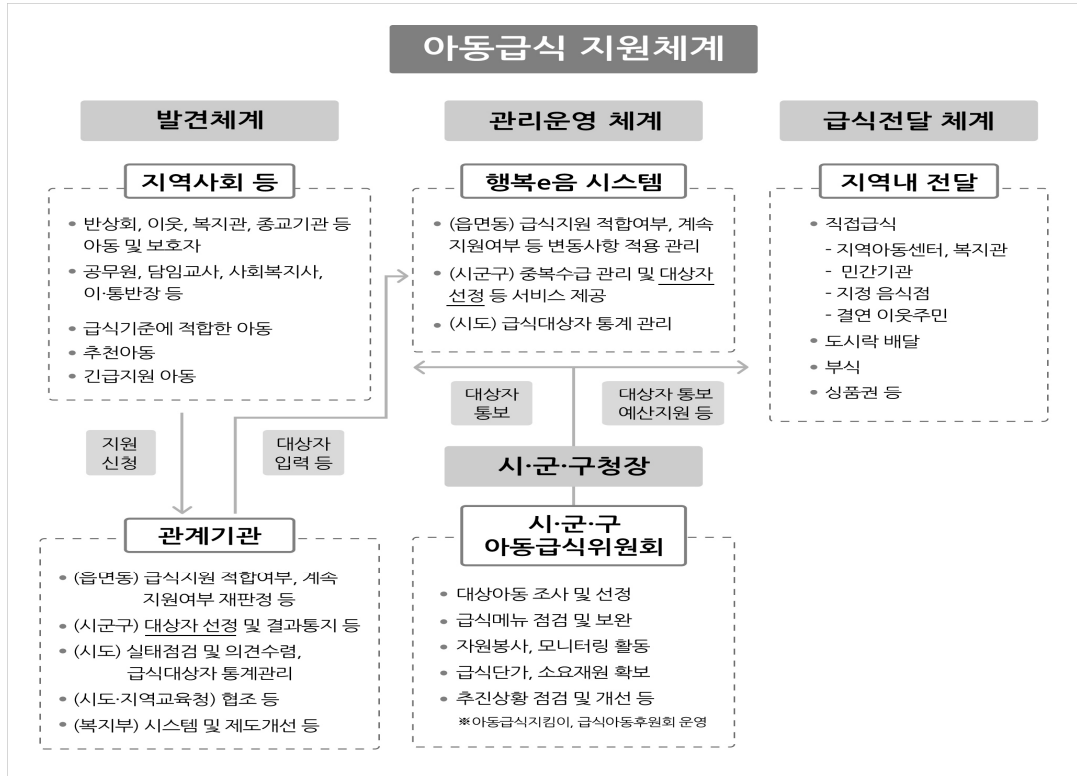 아동급식 지원체계
발견체계
지역사회 등
• 반상회, 이웃, 복지관, 종교기관 등
아동 및 보호자
• 공무원, 담임교사, 사회복지사,
이·통반장 등
• 급식기준에 적합한 아동
• 추천아동
• 긴급지원 아동
지원
신청
대상자
입력 등
관계기관
• (읍면동) 급식지원 적합여부, 계속
지원여부 재판정 등
• (시군구) 대상자 선정 및 결과통지 등
• (시도) 실태점검 및 의견수렴,
급식대상자 통계관리
• (시도·지역교육청) 협조 등
• (복지부) 시스템 및 제도개선 등
관리운영 체계
행복e음 시스템
• (읍면동) 급식지원 적합여부, 계속
지원여부 등 변동사항 적용 관리
• (시군구) 중복수급 관리 및 대상자
선정 등 서비스 제공
• (시도) 급식대상자 통계 관리
대상자
통보
대상자 통보
예산지원 등
시·군·구청장
시·군·구
아동급식위원회
• 대상아동 조사 및 선정
• 급식메뉴 점검 및 보완
• 자원봉사, 모니터링 활동
• 급식단가, 소요재원 확보
• 추진상황 점검 및 개선 등
※아동급식지킴이, 급식아동후원회 운영
급식전달 체계
지역내 전달
• 직접급식
- 지역아동센터, 복지관
- 민간기관
- 지정 음식점
- 결연 이웃주민
• 도시락 배달
• 부식
• 상품권 등